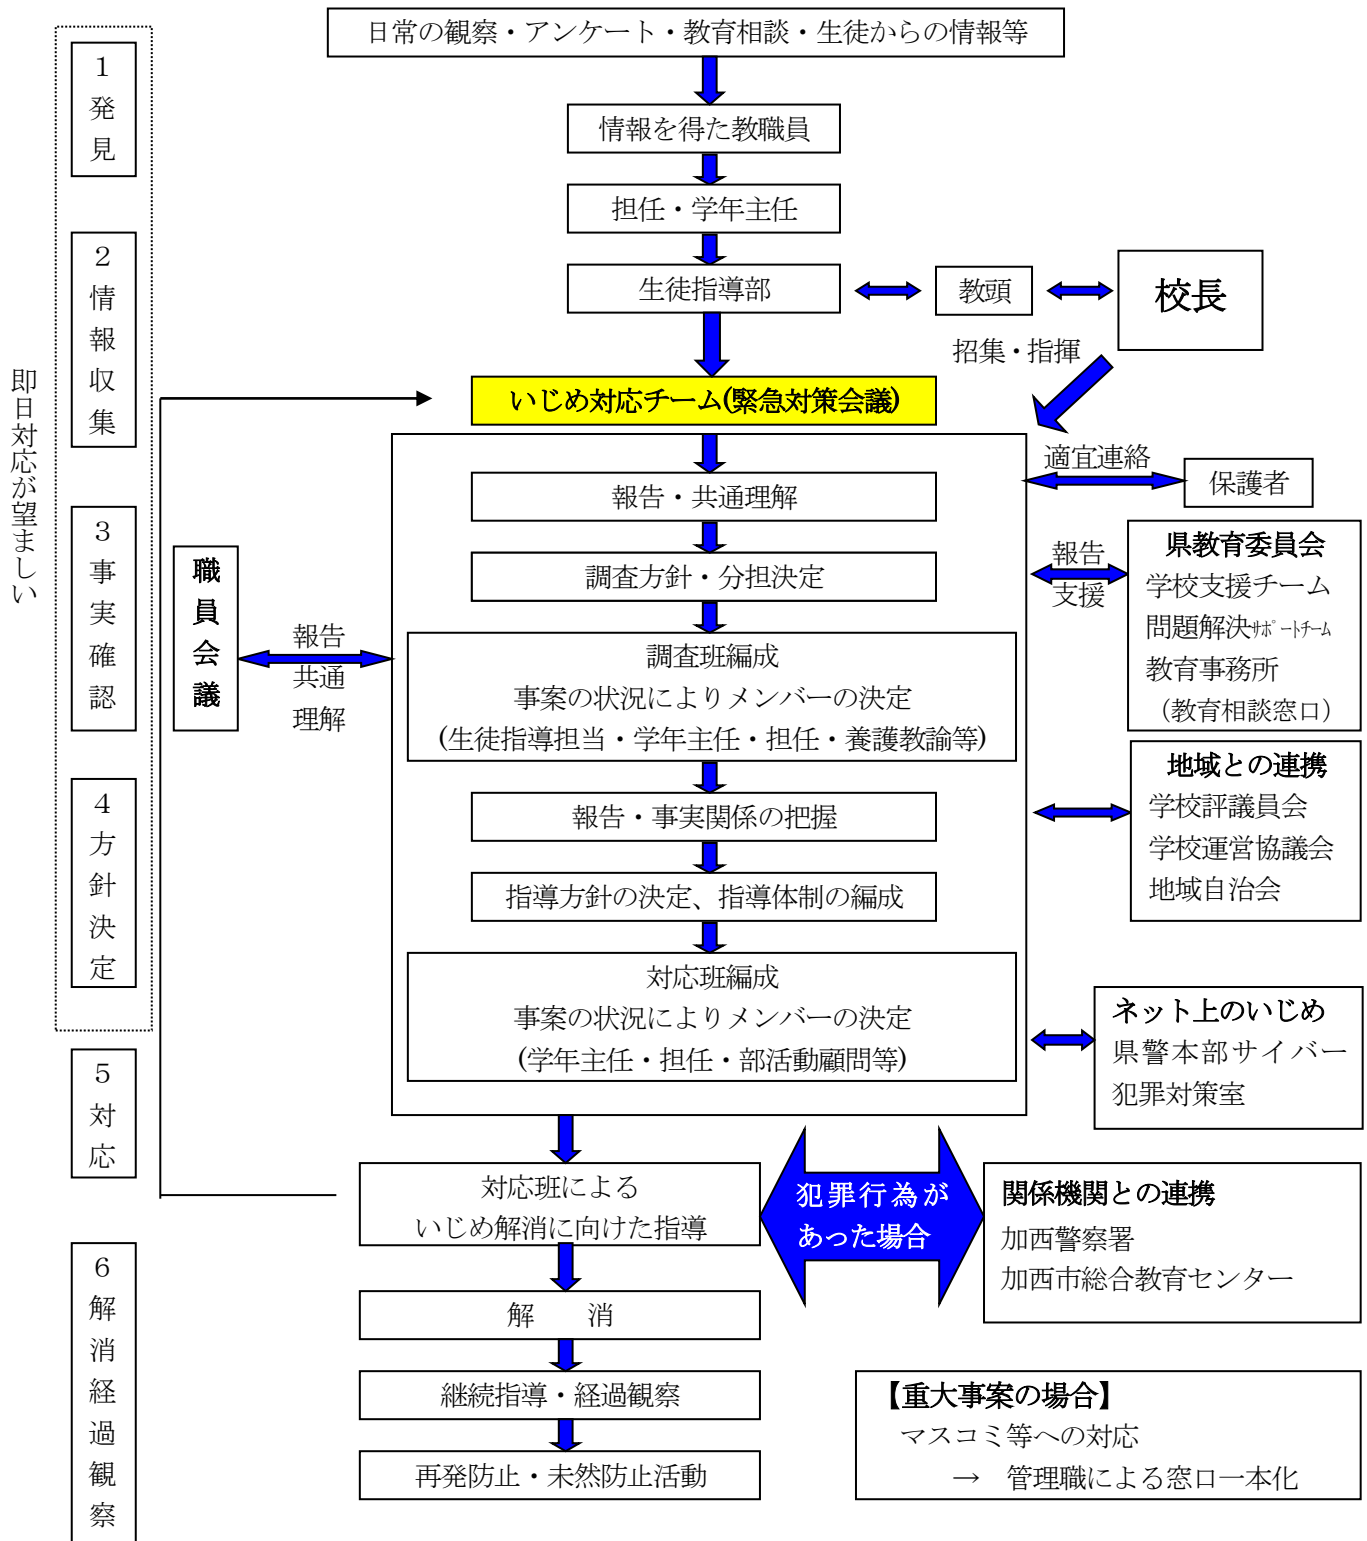 日常の観察・アンケート・教育相談・生徒からの情報等
1発見
情報を得た教職員
担任・学年主任
2情報収集
生徒指導部
教頭
校長
招集・指揮
即日対応が望ましい
いじめ対応チーム(緊急対策会議)
適宜連絡
保護者
報告・共通理解
3事実確認
職員会議
報告
共通
理解
調査方針・分担決定
報告
支援
県教育委員会
学校支援チーム
問題解決ｻﾎﾟｰﾄﾁｰﾑ
教育事務所
（教育相談窓口）
調査班編成
事案の状況によりメンバーの決定
(生徒指導担当・学年主任・担任・養護教諭等)
地域との連携
学校評議員会
学校運営協議会
地域自治会
4方針決定
報告・事実関係の把握
指導方針の決定、指導体制の編成
対応班編成
事案の状況によりメンバーの決定
(学年主任・担任・部活動顧問等)
ネット上のいじめ
県警本部サイバー
犯罪対策室
5対応
対応班による
いじめ解消に向けた指導
犯罪行為が
あった場合
関係機関との連携
加西警察署
加西市総合教育センター
6解消経過観察
解　　消
継続指導・経過観察
再発防止・未然防止活動
【重大事案の場合】
マスコミ等への対応
→　管理職による窓口一本化